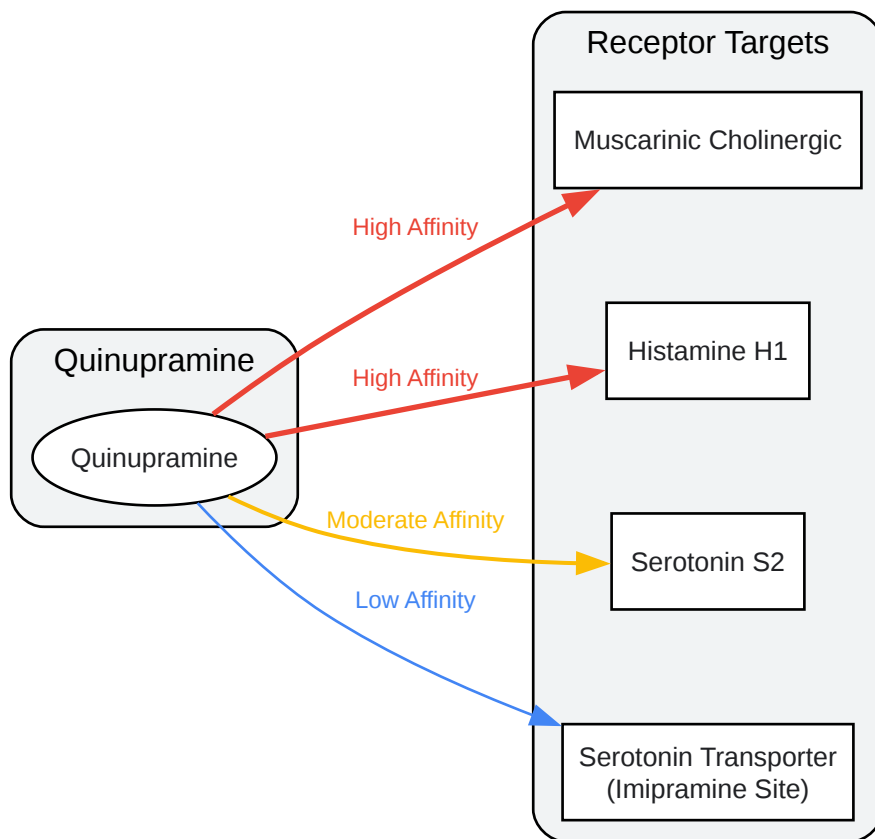 Receptor Targets
Muscarinic Cholinergic
High Affinity
Histamine H1
Quinupramine
High Affinity
Quinupramine
Moderate Affinity
Serotonin S2
Low Affinity
Serotonin Transporter
(Imipramine Site)